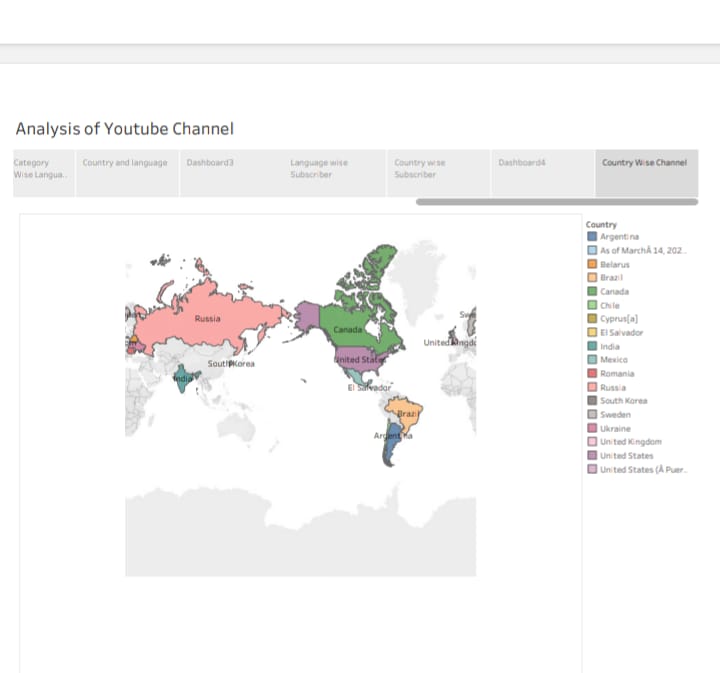 Analysis of Youtube Channel
Category
Wise Langua..
Country and language
Dashboard3
Language wise
Subscriber
Country wise
Subscriber
Dashboard4
Country Wise Channel
Country
Argentina
As of MarchÂ 14, 202..
Belarus
Brazil
Canada
Chile
Cyprus[a]
El Salvador
India
Mexico
Romania
Russia
South Korea
Sweden
Ukraine
United Kingdom
United States
United States (Â Puer..
Russia
Canada
Swe
United Kingdo
United States
South Korea
India
El Salvador
Brazil
Argentina